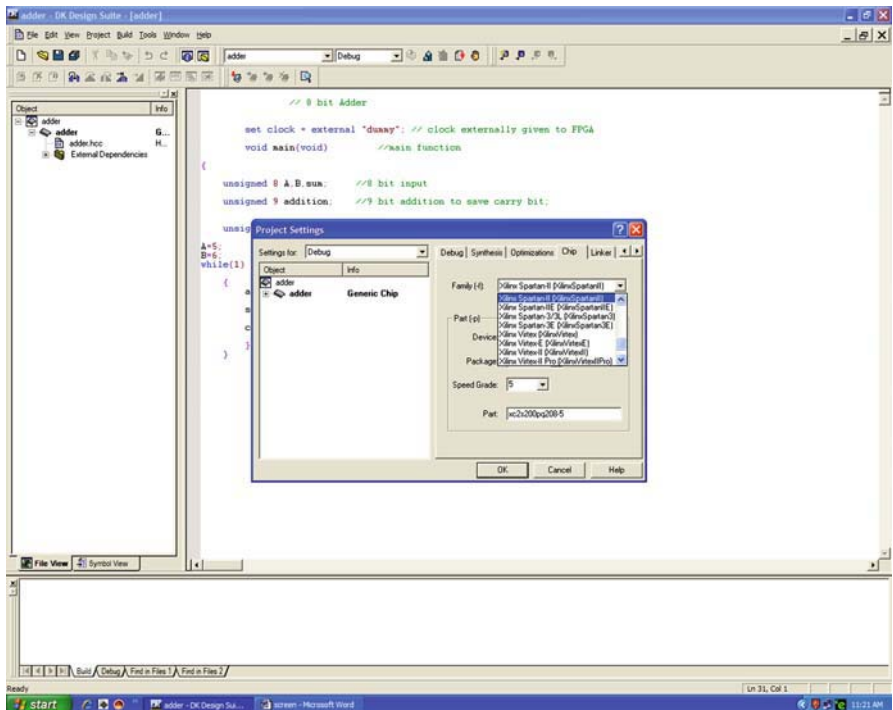 adder - DK Design Suite - [adder]
File Edit View Project Build Tools Window Help
adder Debug
Object Info
adder
adder G...
adder.hcc H...
External Dependencies
File View Symbol View
// 8 bit Adder
set clock = external "dummy"; // clock externally given to FPGA
void main(void) //main function
{
unsigned 8 A,B,sum; //8 bit input
unsigned 9 addition; //9 bit addition to save carry bit;
unsig
A=5;
B=6;
while(1)
{
a
s
c
}
}
Project Settings
Settings for: Debug
Object Info
adder
adder Generic Chip
Debug Synthesis Optimizations Chip Linker
Family (-f): Xilinx Spartan-II (XilinxSpartanII)
Xilinx Spartan-II (XilinxSpartanII)
Xilinx Spartan-IIE (XilinxSpartanIIE)
Xilinx Spartan-3/3L (XilinxSpartan3)
Xilinx Spartan-3E (XilinxSpartan3E)
Xilinx Virtex (XilinxVirtex)
Xilinx Virtex-E (XilinxVirtexE)
Xilinx Virtex-II (XilinxVirtexII)
Xilinx Virtex-II Pro (XilinxVirtexIIPro)
Part (-p)
Device
Package
Speed Grade: 5
Part: xc2s200pq208-5
OK Cancel Help
Build Debug Find in Files 1 Find in Files 2
Ready Ln 31, Col 1
start adder - DK Design Sui... screen - Microsoft Word 11:21 AM